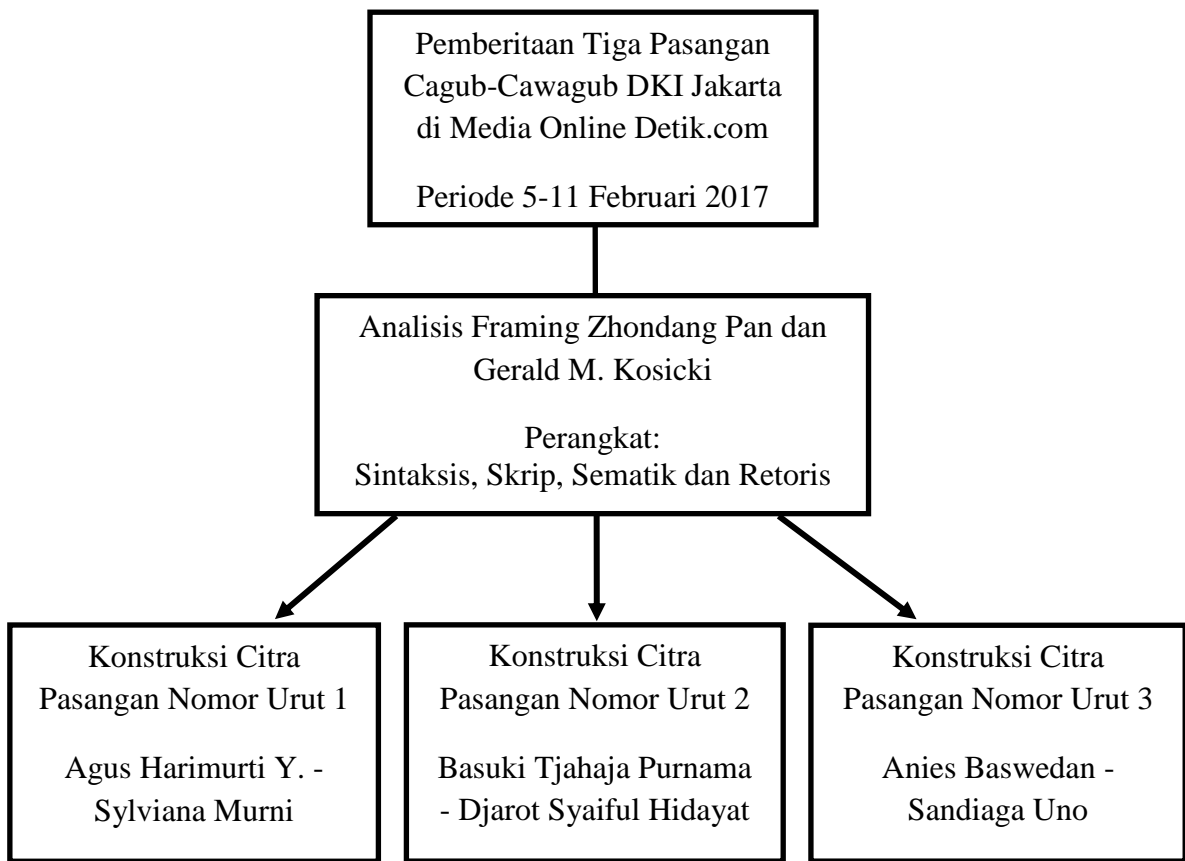 Pemberitaan Tiga Pasangan
Cagub-Cawagub DKI Jakarta
di Media Online Detik.com
Periode 5-11 Februari 2017
Analisis Framing Zhondang Pan dan
Gerald M. Kosicki
Perangkat:
Sintaksis, Skrip, Sematik dan Retoris
Konstruksi Citra
Pasangan Nomor Urut 1
Agus Harimurti Y. -
Sylviana Murni
Konstruksi Citra
Pasangan Nomor Urut 2
Basuki Tjahaja Purnama
- Djarot Syaiful Hidayat
Konstruksi Citra
Pasangan Nomor Urut 3
Anies Baswedan -
Sandiaga Uno